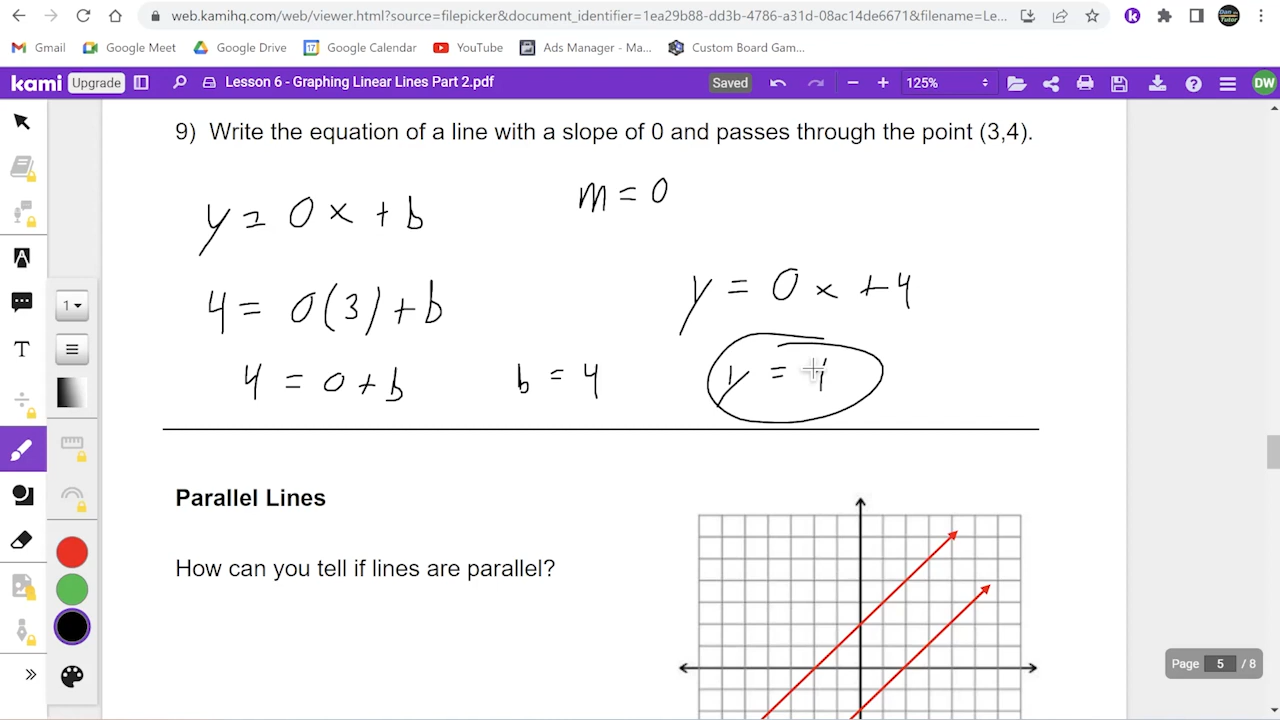 web.kamihq.com/web/viewer.html?source=filepicker&document_identifier=1ea29b88-dd3b-4786-a11d-08ac14de6671&filename=Le...
Gmail Google Meet Google Drive Google Calendar YouTube Ads Manager - Ma... Custom Board Gam...
kami Upgrade Lesson 6 - Graphing Linear Lines Part 2.pdf Saved 125% DW
9) Write the equation of a line with a slope of 0 and passes through the point (3,4).
m = 0
y = 0x + b
y = 0x + 4
4 = 0(3) + b
4 = 0 + b b = 4 y = 4
Parallel Lines
How can you tell if lines are parallel?
Page 5 / 8